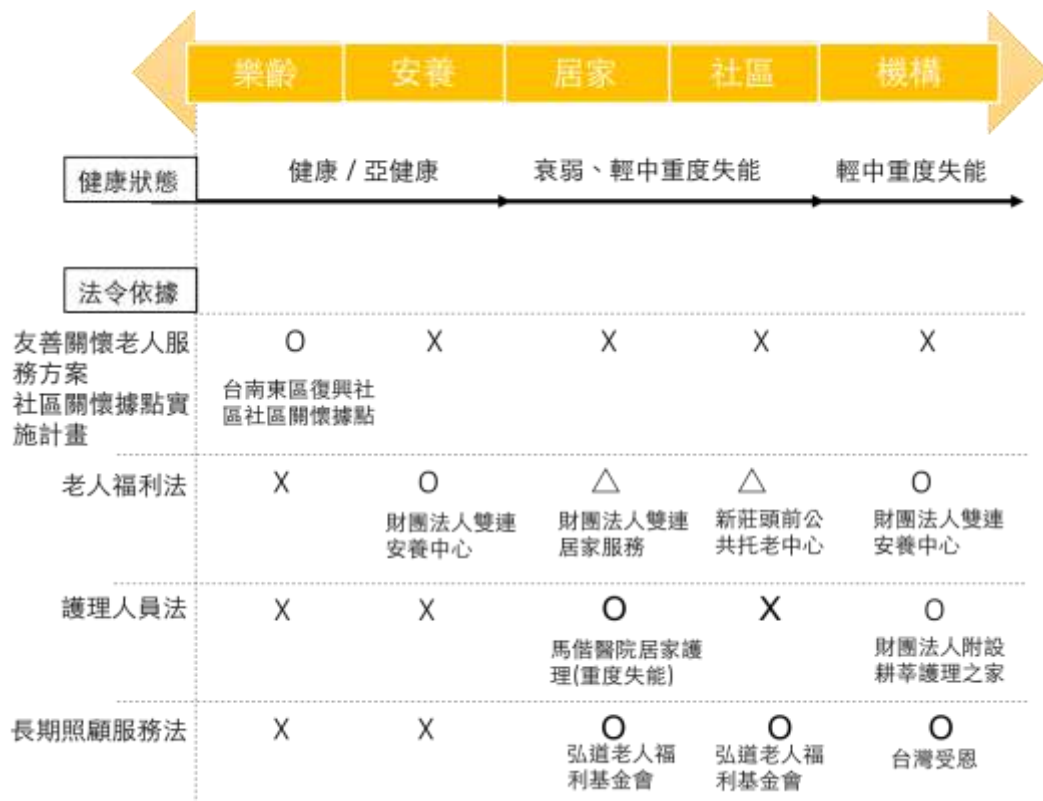 樂齡 安養 居家 社區 機構
健康狀態 健康 / 亞健康 衰弱、輕中重度失能 輕中重度失能
法令依據
友善關懷老人服
務方案
社區關懷據點實
施計畫
O X X X X
台南東區復興社
區社區關懷據點
老人福利法 X O △ △ O
財團法人雙連
安養中心
財團法人雙連
居家服務
新莊頭前公
共托老中心
財團法人雙連
安養中心
護理人員法 X X O X O
馬偕醫院居家護
理(重度失能)
財團法人附設
耕莘護理之家
長期照顧服務法 X X O O O
弘道老人福
利基金會
弘道老人福
利基金會
台灣受恩